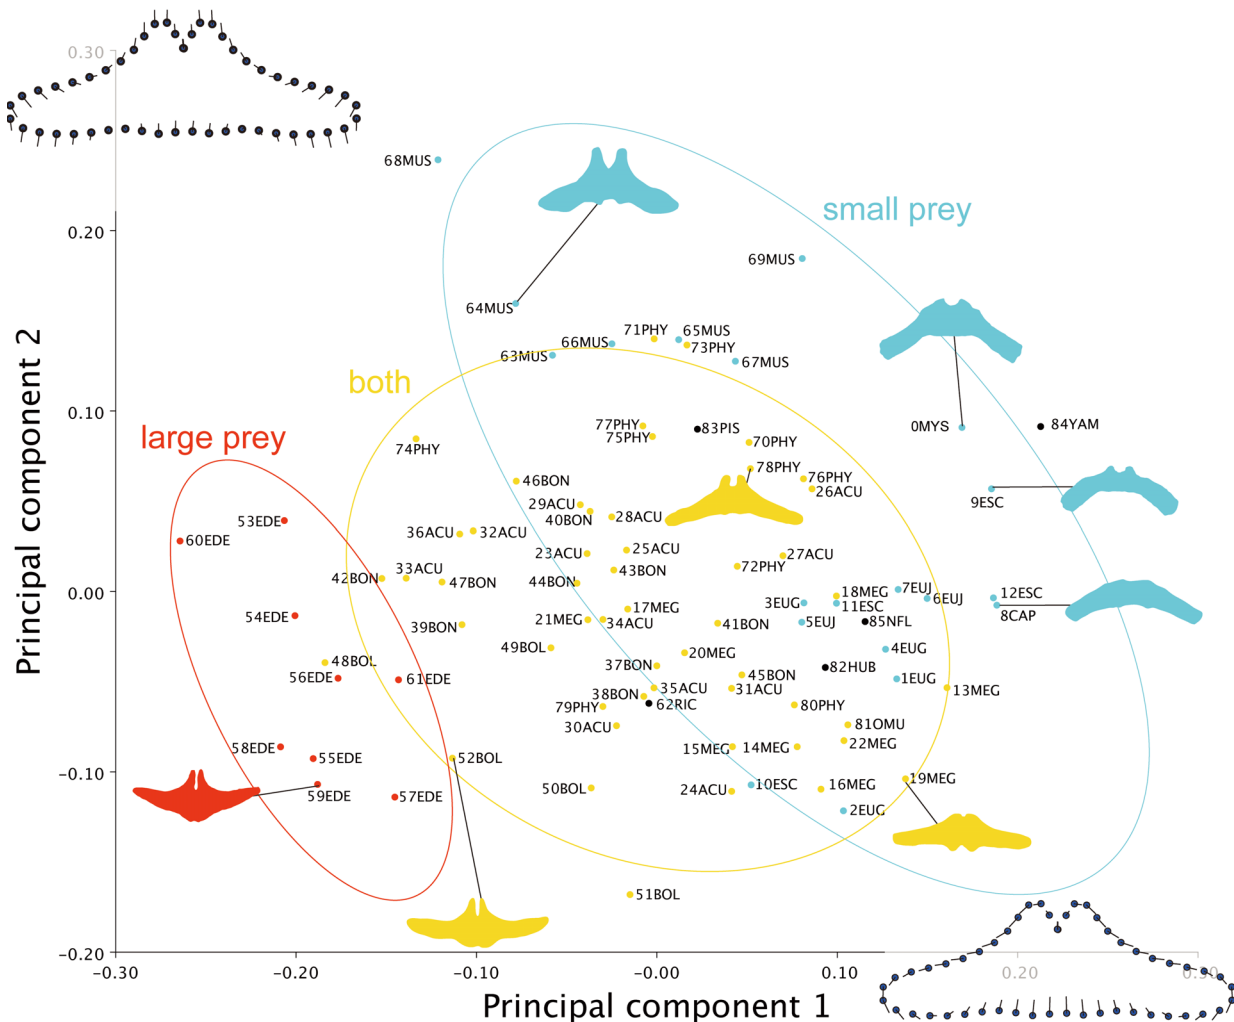 0.30
68MUS
small prey
0.20
69MUS
64MUS
71PHY
65MUS
66MUS
73PHY
63MUS
67MUS
both
0.10
77PHY
83PIS
0MYS
84YAM
large prey
75PHY
70PHY
74PHY
78PHY
46BON
76PHY
26ACU
29ACU
9ESC
40BON
28ACU
53EDE
36ACU
32ACU
60EDE
23ACU
25ACU
27ACU
33ACU
43BON
72PHY
42BON
47BON
44BON
0.00
18MEG
7EUJ
6EUJ
12ESC
3EUG
11ESC
8CAP
17MEG
54EDE
21MEG
34ACU
5EUJ
85NFL
39BON
41BON
49BOL
20MEG
4EUG
48BOL
37BON
82HUB
56EDE
61EDE
45BON
1EUG
38BON
35ACU
31ACU
13MEG
79PHY
62RIC
80PHY
30ACU
81OMU
58EDE
15MEG
14MEG
22MEG
55EDE
52BOL
-0.10
19MEG
59EDE
57EDE
50BOL
24ACU
10ESC
16MEG
2EUG
51BOL
-0.20
-0.30
-0.20
-0.10
-0.00
0.10
0.20
0.30
Principal component 1
Principal component 2